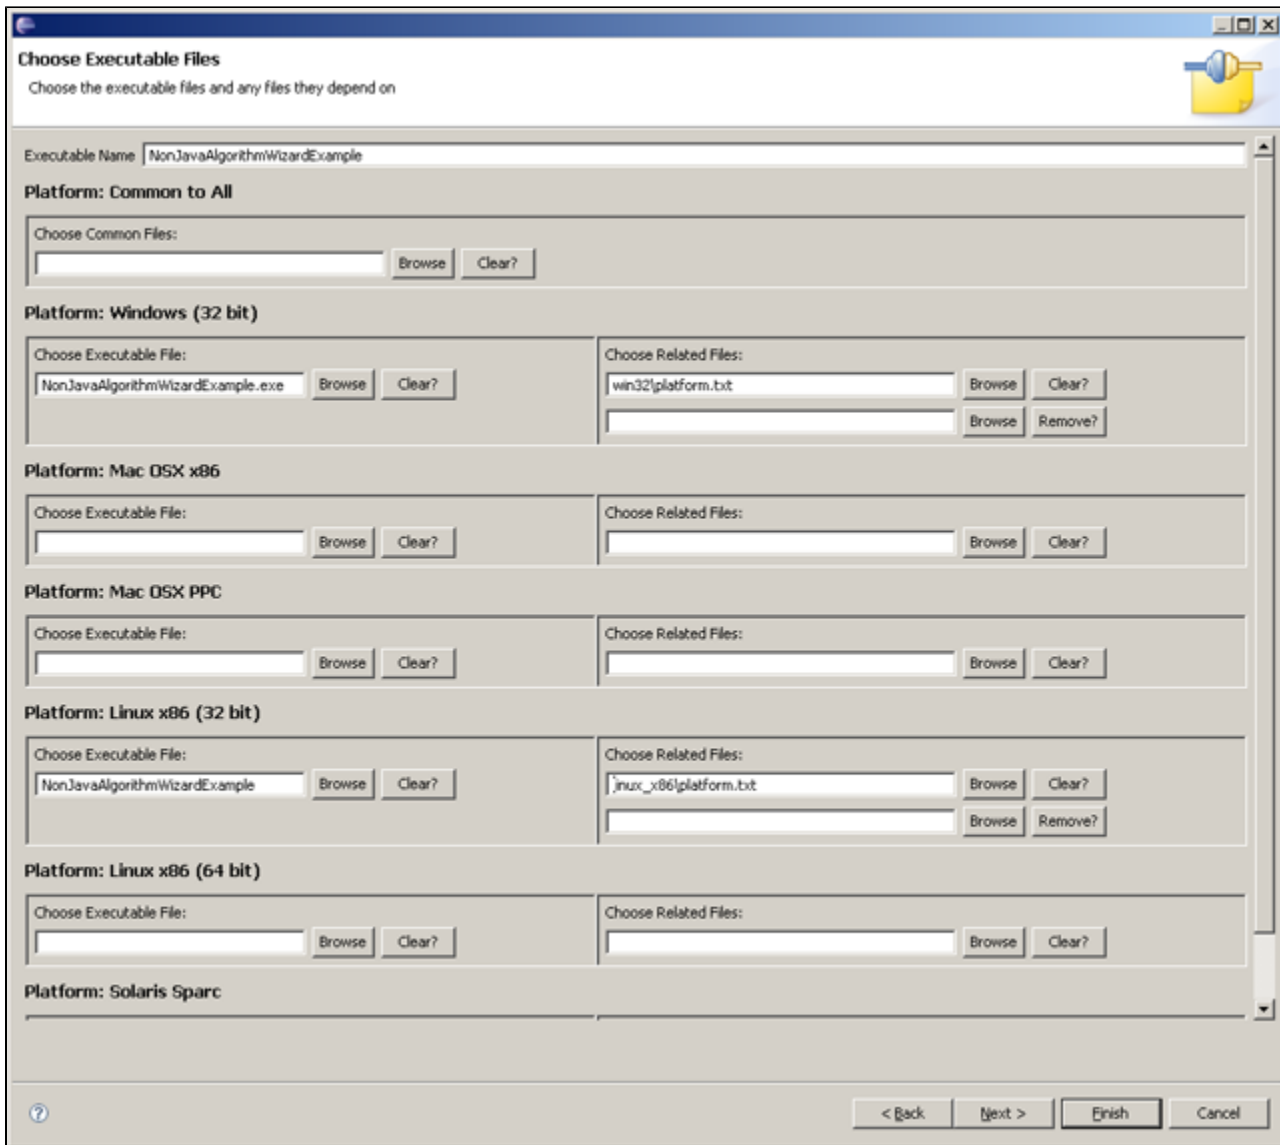 Choose Executable Files
Choose the executable files and any files they depend on
Executable Name NonJavaAlgorithmWizardExample
Platform: Common to All
Choose Common Files:
Browse Clear?
Platform: Windows (32 bit)
Choose Executable File: Choose Related Files:
NonJavaAlgorithmWizardExample.exe Browse Clear? win32\platform.txt Browse Clear?
Browse Remove?
Platform: Mac OSX x86
Choose Executable File: Choose Related Files:
Browse Clear? Browse Clear?
Platform: Mac OSX PPC
Choose Executable File: Choose Related Files:
Browse Clear? Browse Clear?
Platform: Linux x86 (32 bit)
Choose Executable File: Choose Related Files:
NonJavaAlgorithmWizardExample Browse Clear? inux_x86\platform.txt Browse Clear?
Browse Remove?
Platform: Linux x86 (64 bit)
Choose Executable File: Choose Related Files:
Browse Clear? Browse Clear?
Platform: Solaris Sparc
? < Back Next > Finish Cancel